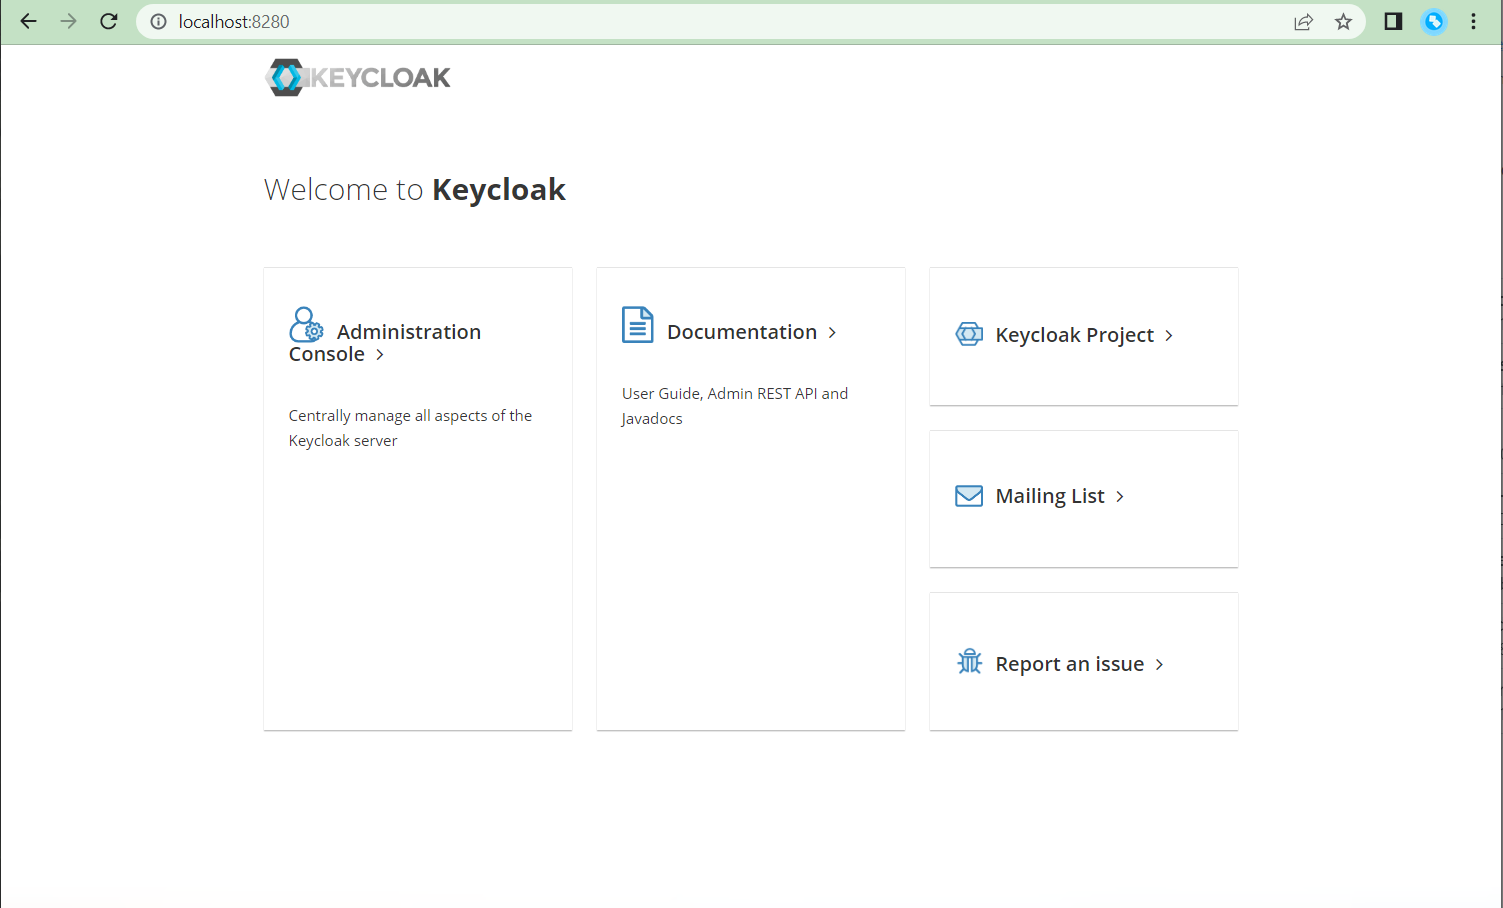 localhost:8280
KEYCLOAK
Welcome to Keycloak
Administration
Console
Centrally manage all aspects of the
Keycloak server
Documentation
User Guide, Admin REST API and
Javadocs
Keycloak Project
Mailing List
Report an issue